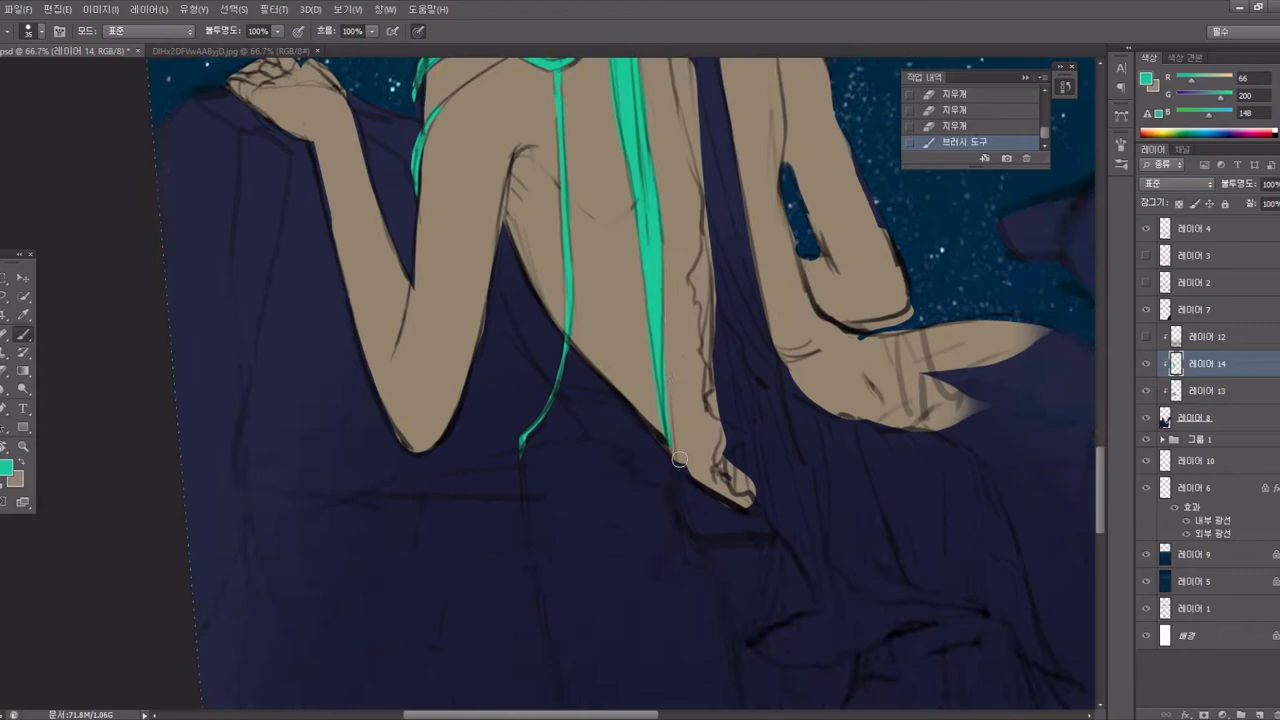 파일(F) 편집(E) 이미지(I) 레이어(L) 유형(Y) 선택(S) 필터(T) 3D(D) 보기(V) 창(W) 도움말(H)
35 모드: 표준 불투명도: 100% 흐름: 100% 필수
psd @ 66.7% (레이어 14, RGB/8) * × DIHx2DFVwAAByjD.jpg @ 66.7% (RGB/8#) ×
색상 색상 견본
R 66
G 200
B 148
작업 내역
지우개
지우개
지우개
브러시 도구
레이어 채널
종류
표준 불투명도: 100%
잠그기: 칠: 100%
레이어 4
레이어 3
레이어 2
레이어 7
레이어 12
레이어 14
레이어 13
레이어 8
그룹 1
레이어 10
레이어 6
효과
내부 광선
외부 광선
레이어 9
레이어 5
레이어 1
배경
66.7% 문서:71.8M/1.06G